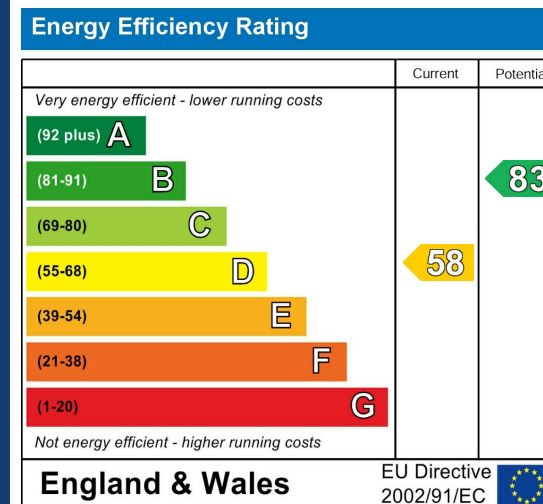 Energy Efficiency Rating
Current Potentia
Very energy efficient - lower running costs
(92 plus) A
(81-91) B 83
(69-80) C
(55-68) D 58
(39-54) E
(21-38) F
(1-20) G
Not energy efficient - higher running costs
England & Wales
EU Directive
2002/91/EC